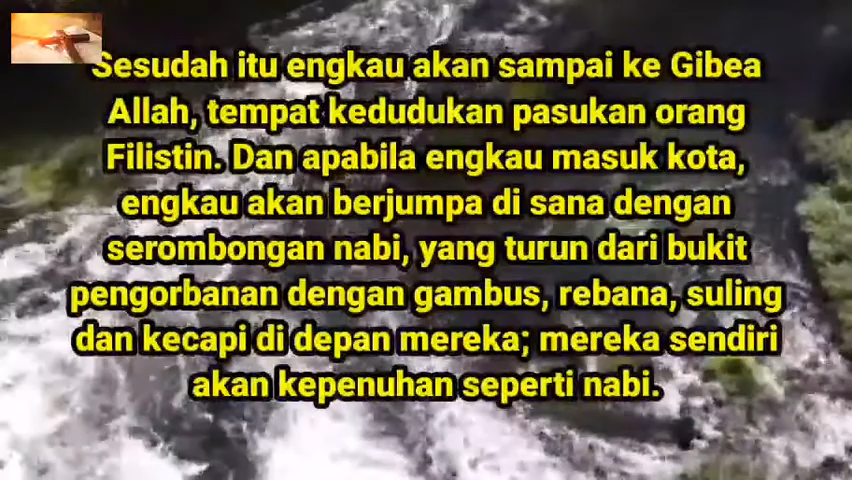 Sesudah itu engkau akan sampai ke Gibea
Allah, tempat kedudukan pasukan orang
Filistin. Dan apabila engkau masuk kota,
engkau akan berjumpa di sana dengan
serombongan nabi, yang turun dari bukit
pengorbanan dengan gambus, rebana, suling
dan kecapi di depan mereka; mereka sendiri
akan kepenuhan seperti nabi.